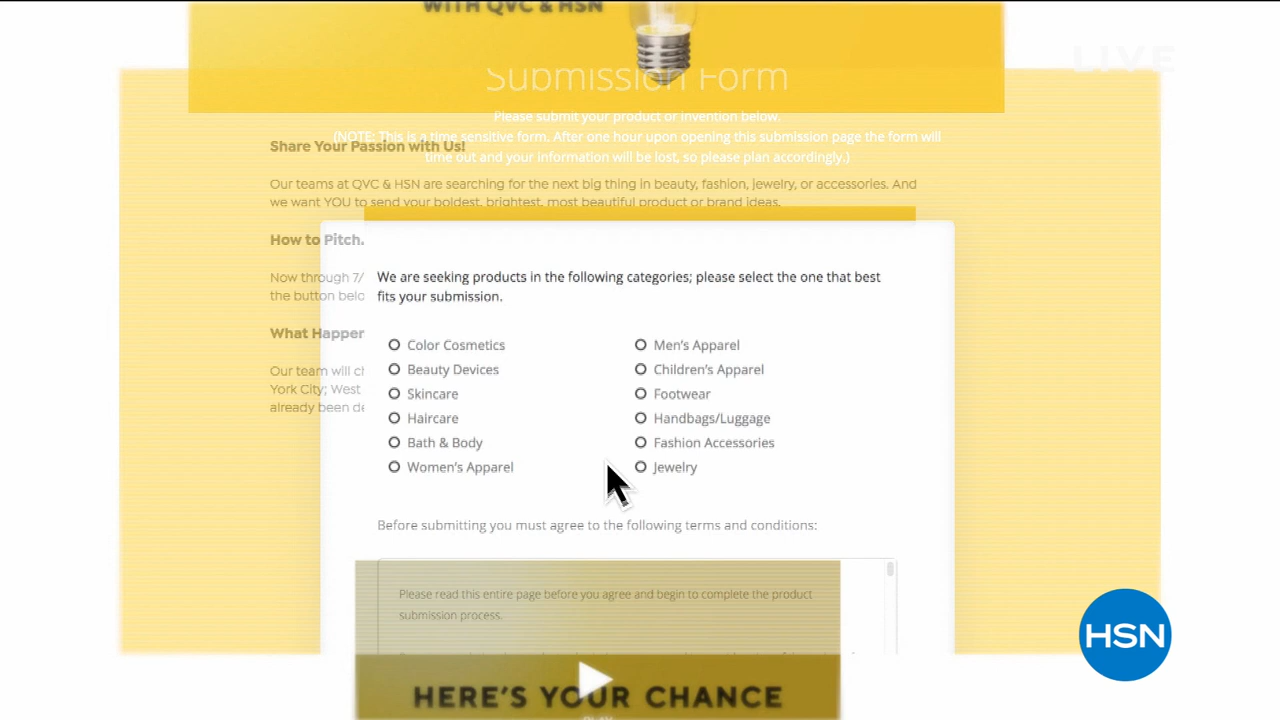 WITH QVC & HSN
LIVE
Submission Form
Please submit your product or invention below.
(NOTE: This is a time sensitive form. After one hour upon opening this submission page the form will
time out and your information will be lost, so please plan accordingly.)
Share Your Passion with Us!
Our teams at QVC & HSN are searching for the next big thing in beauty, fashion, jewelry, or accessories. And
we want YOU to send your boldest, brightest, most beautiful product or brand ideas.
How to Pitch.
Now through 7/
the button
What
Our team will
York City; West
already been
We are seeking products in the following categories; please select the one that best
fits your submission.
Color Cosmetics
Beauty Devices
Skincare
Haircare
Bath & Body
Women's Apparel
Men's Apparel
Children's Apparel
Footwear
Handbags/Luggage
Fashion Accessories
Jewelry
Before submitting you must agree to the following terms and conditions:
Please read this entire page before you agree and begin to complete the product
submission process.
HERE'S YOUR CHANCE
PLAY
HSN